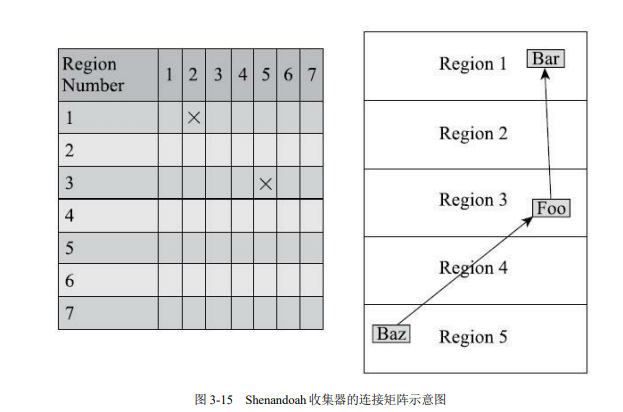 Region Number 1 2 3 4 5 6 7
1 ×
2
3 ×
4
5
6
7
Region 1 Bar
Region 2
Region 3 Foo
Region 4
Baz Region 5
图 3-15 Shenandoah 收集器的连接矩阵示意图